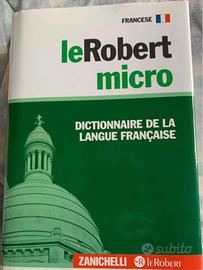 FRANCESE
leRobert
micro
DICTIONNAIRE DE LA
LANGUE FRANÇAISE
subito
ZANICHELLI R leRobert